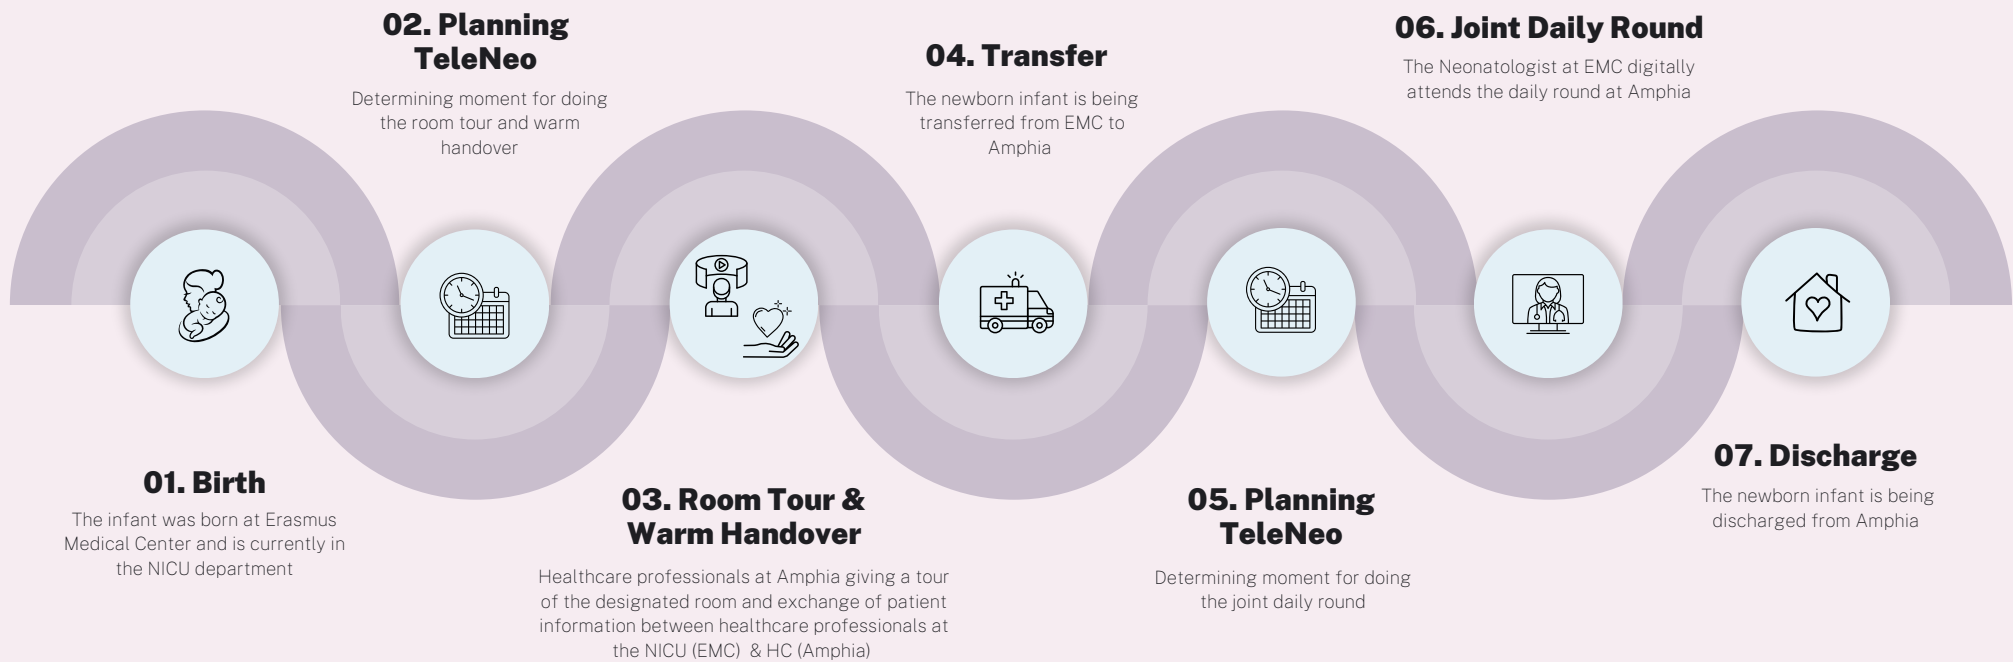 01. Birth
The infant was born at Erasmus
Medical Center and is currently in
the NICU department
02. Planning
TeleNeo
Determining moment for doing
the room tour and warm
handover
03. Room Tour &
Warm Handover
Healthcare professionals at Amphia giving a tour
of the designated room and exchange of patient
information between healthcare professionals at
the NICU (EMC) & HC (Amphia)
04. Transfer
The newborn infant is being
transferred from EMC to
Amphia
05. Planning
TeleNeo
Determining moment for doing
the joint daily round
06. Joint Daily Round
The Neonatologist at EMC digitally
attends the daily round at Amphia
07. Discharge
The newborn infant is being
discharged from Amphia